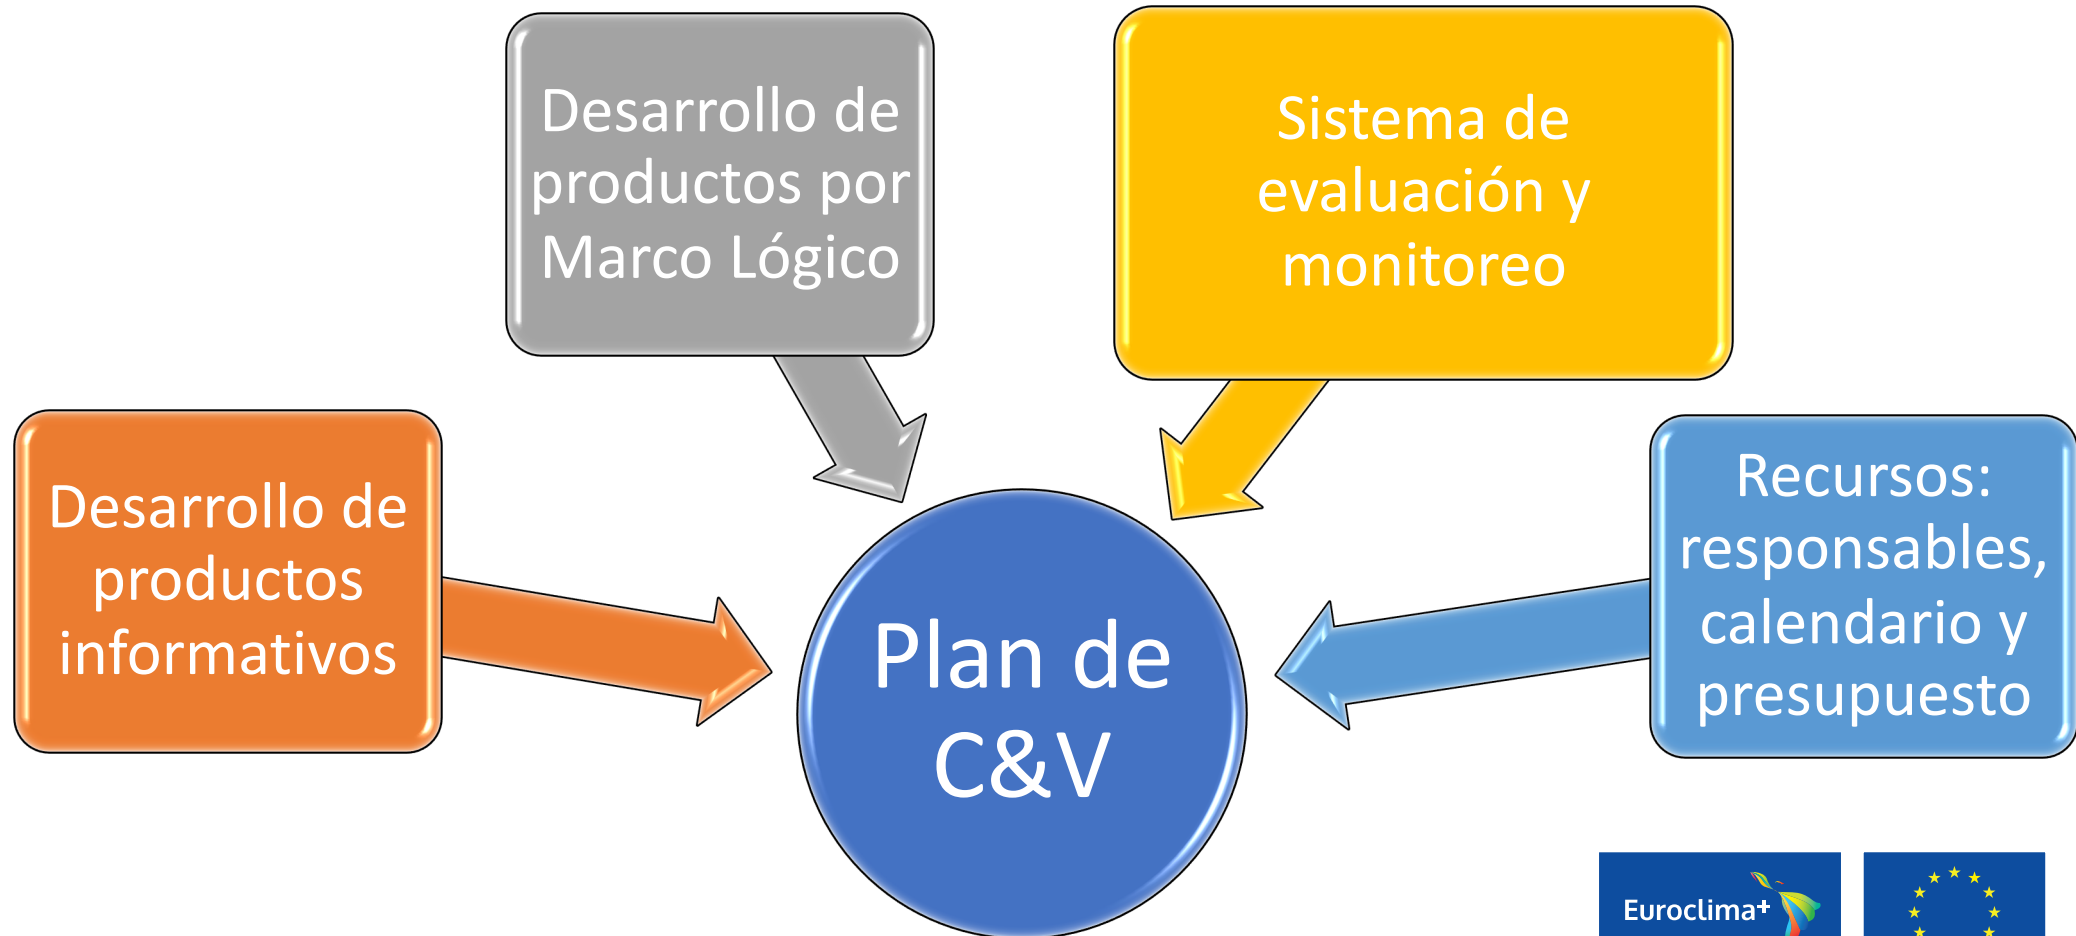 Desarrollo de
productos por
Marco Lógico
Sistema de
evaluación y
monitoreo
Desarrollo de
productos
informativos
Recursos:
responsables,
calendario y
presupuesto
Plan de
C&V
Euroclima+